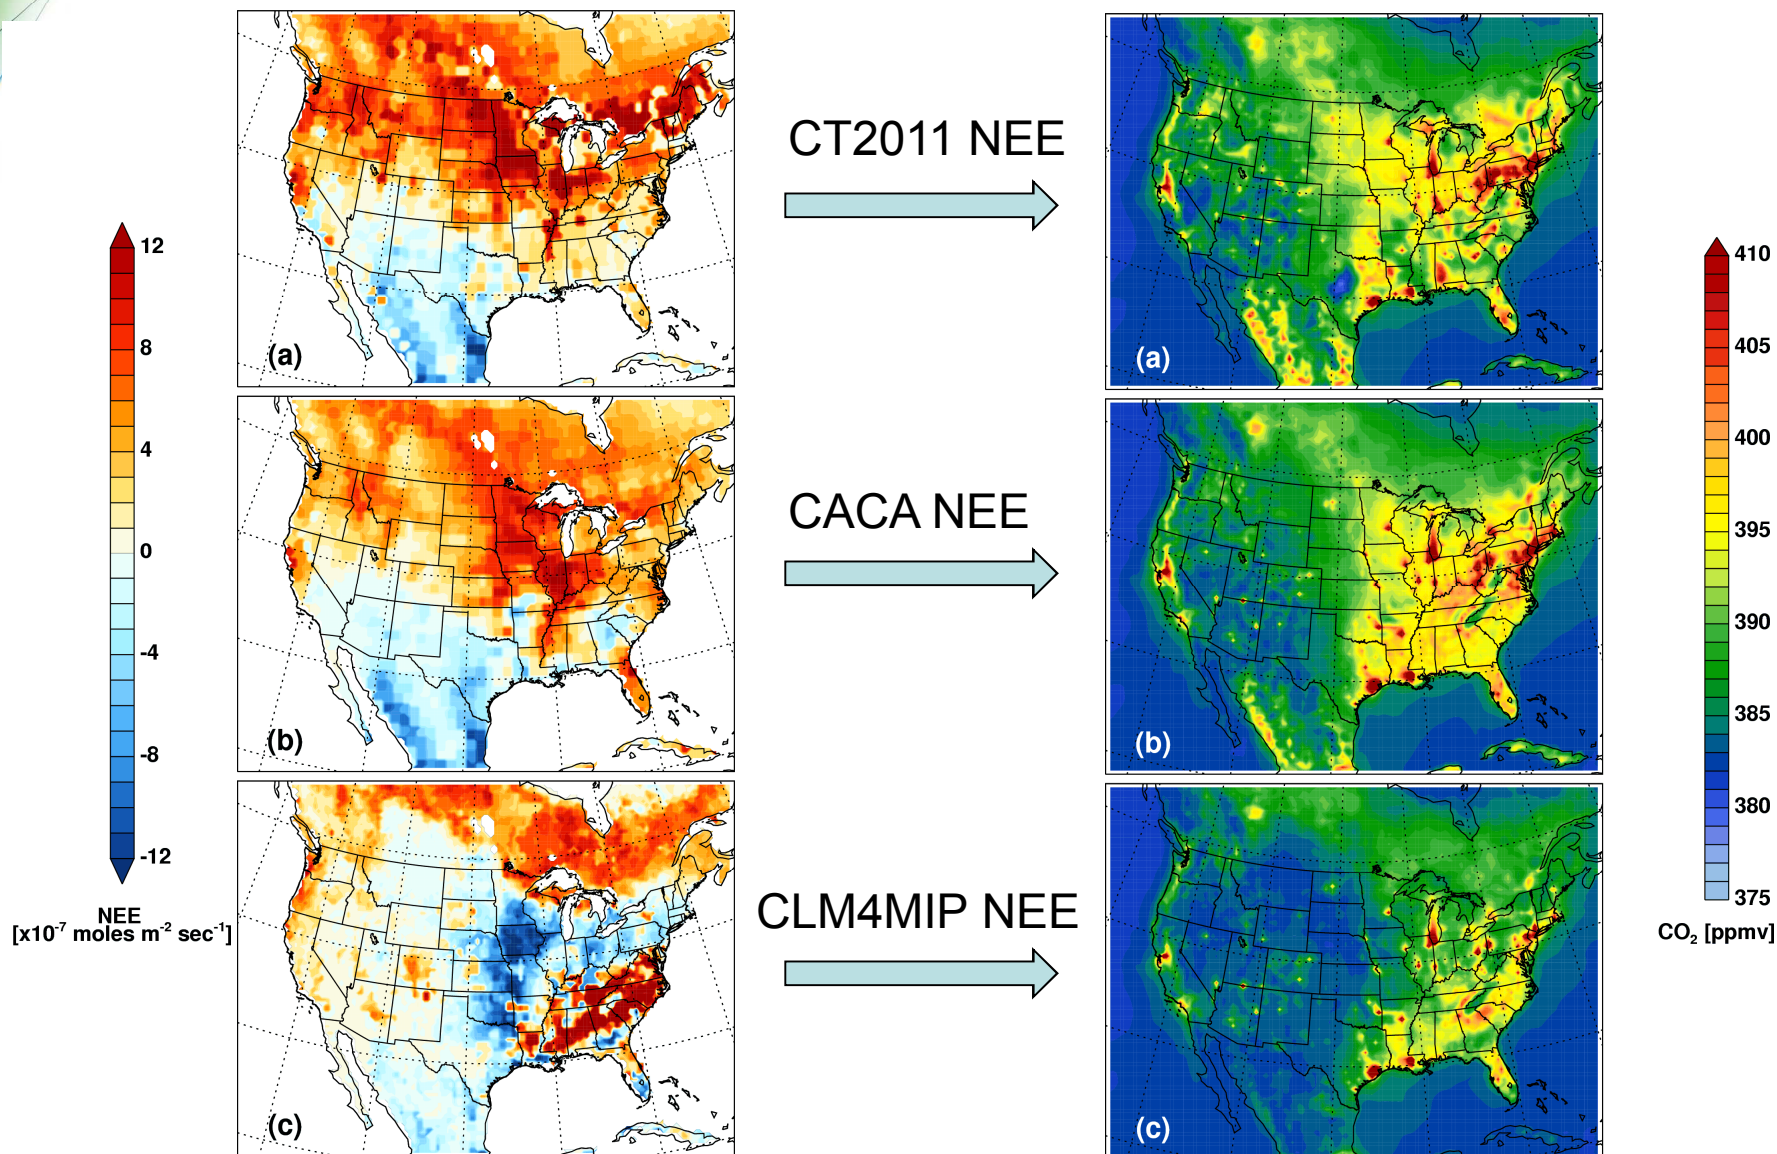 CT2011 NEE
CACA NEE
CLM4MIP NEE
(a)
(b)
(c)
(a)
(b)
(c)
12
8
4
0
-4
-8
-12
NEE
[x10⁻⁷ moles m⁻² sec⁻¹]
410
405
400
395
390
385
380
375
CO₂ [ppmv]